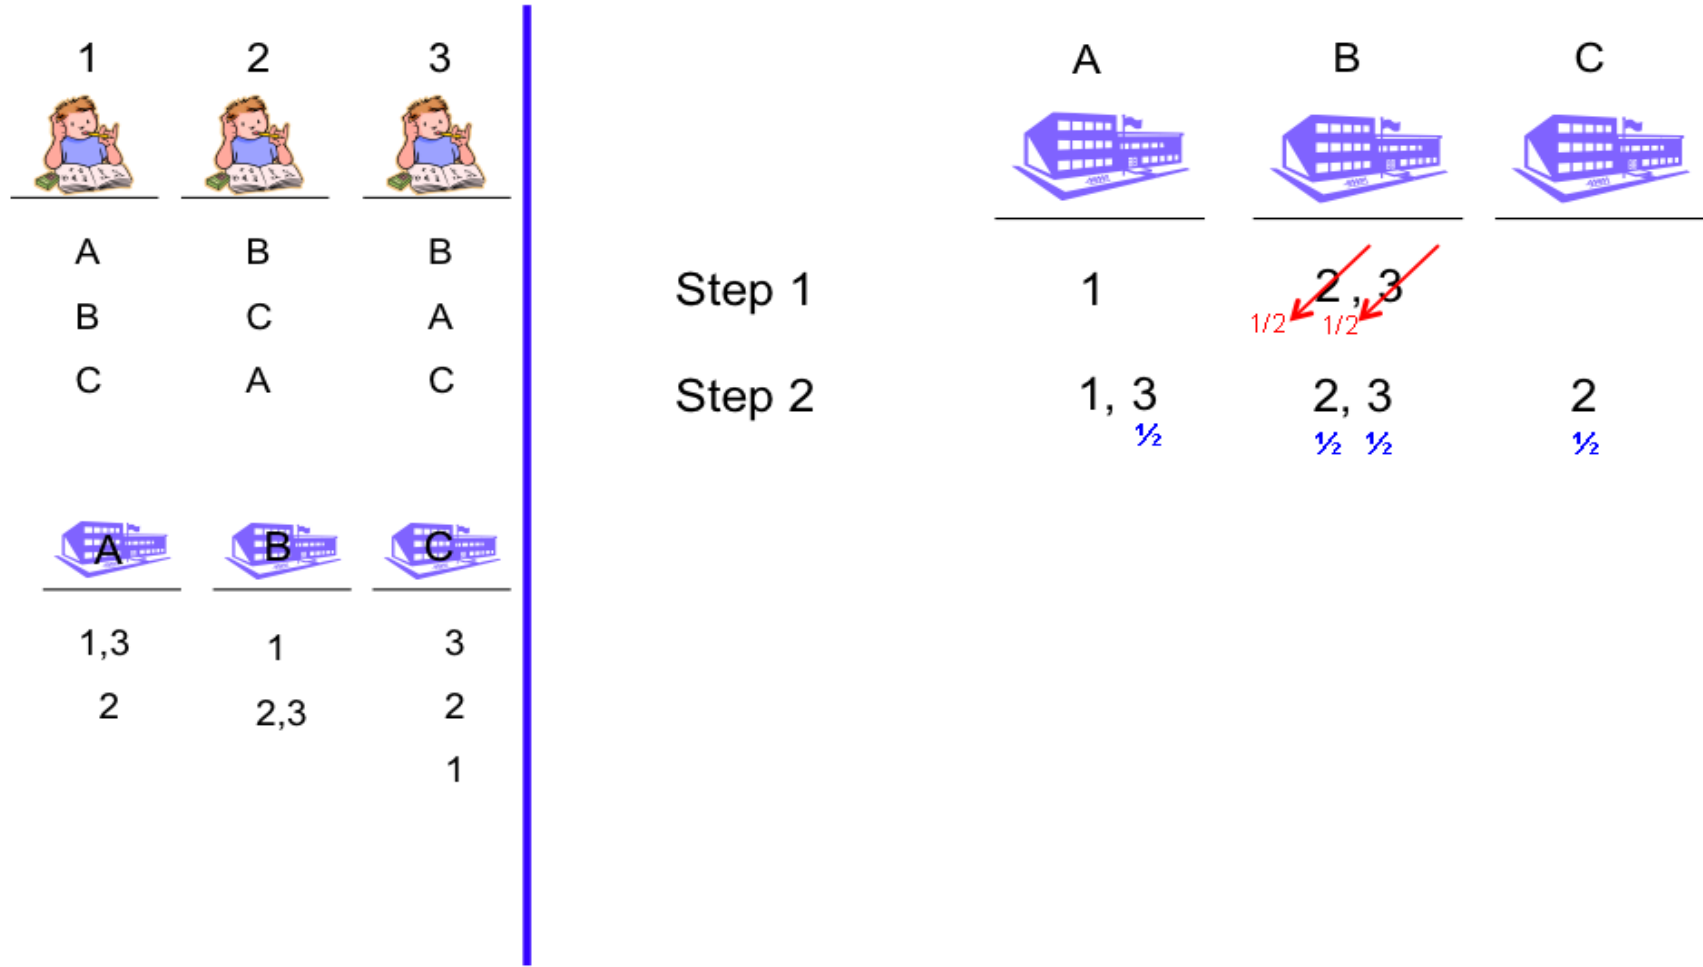 1 2 3
A B B
B C A
C A C
A B C
1,3 1 3
2 2,3 2
1
A B C
Step 1 1 2 , 3
1/2 1/2
Step 2 1, 3 2, 3 2
½ ½ ½ ½